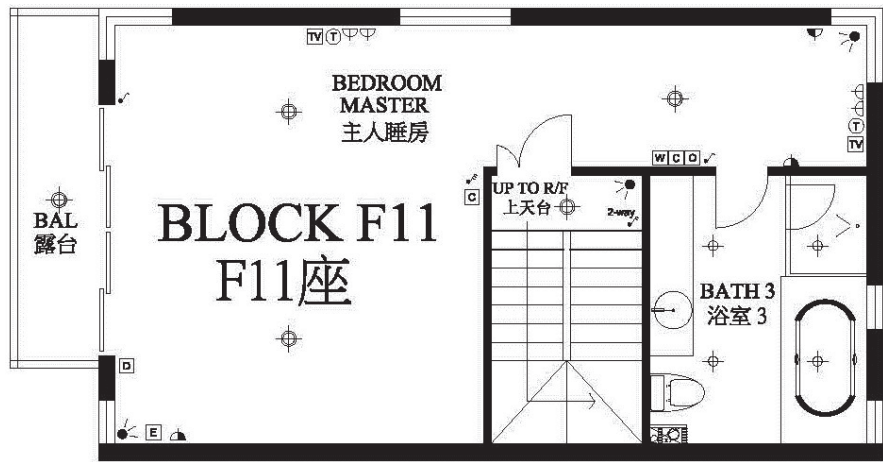 TV T
BEDROOM
MASTER
主人睡房
T
TV
W C O
C
UP TO R/F
上天台
2-way
BAL
露台
BLOCK F11
F11座
BATH 3
浴室 3
D
E